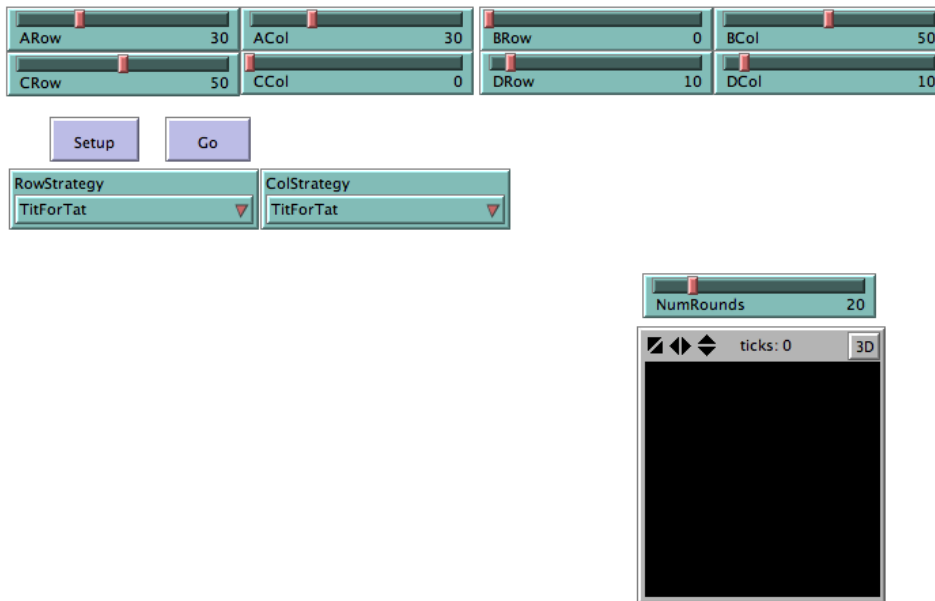 ARow 30 ACol 30 BRow 0 BCol 50
CRow 50 CCol 0 DRow 10 DCol 10
Setup Go
RowStrategy ColStrategy
TitForTat TitForTat
NumRounds 20
ticks: 0 3D